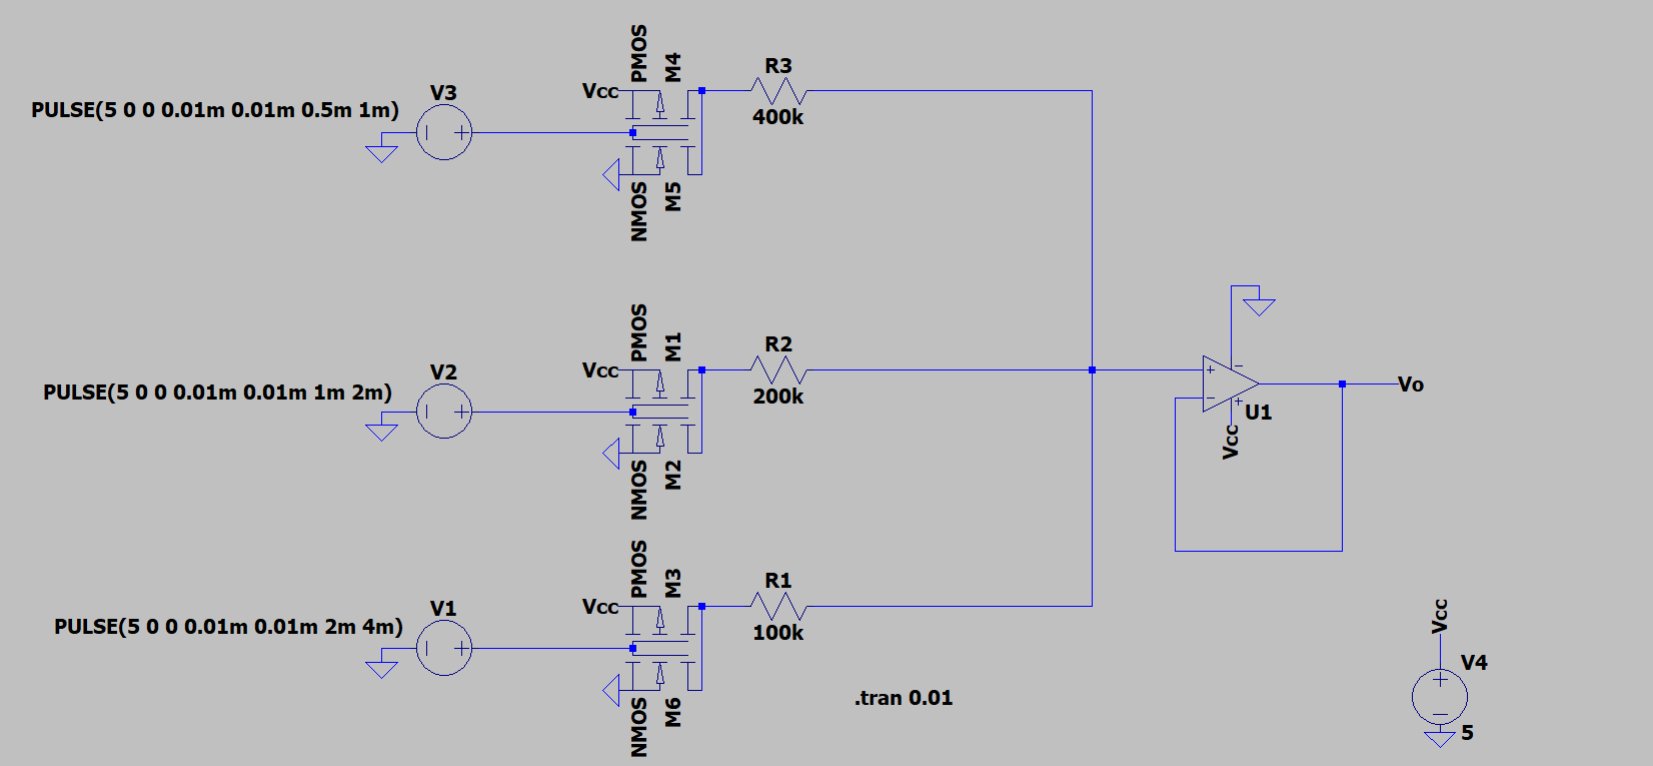 PULSE(5 0 0 0.01m 0.01m 0.5m 1m)
V3
Vcc
PMOS
M4
NMOS
M5
R3
400k
PULSE(5 0 0 0.01m 0.01m 1m 2m)
V2
Vcc
PMOS
M1
NMOS
M2
R2
200k
U1
Vcc
Vo
PULSE(5 0 0 0.01m 0.01m 2m 4m)
V1
Vcc
PMOS
M3
NMOS
M6
R1
100k
.tran 0.01
Vcc
V4
5